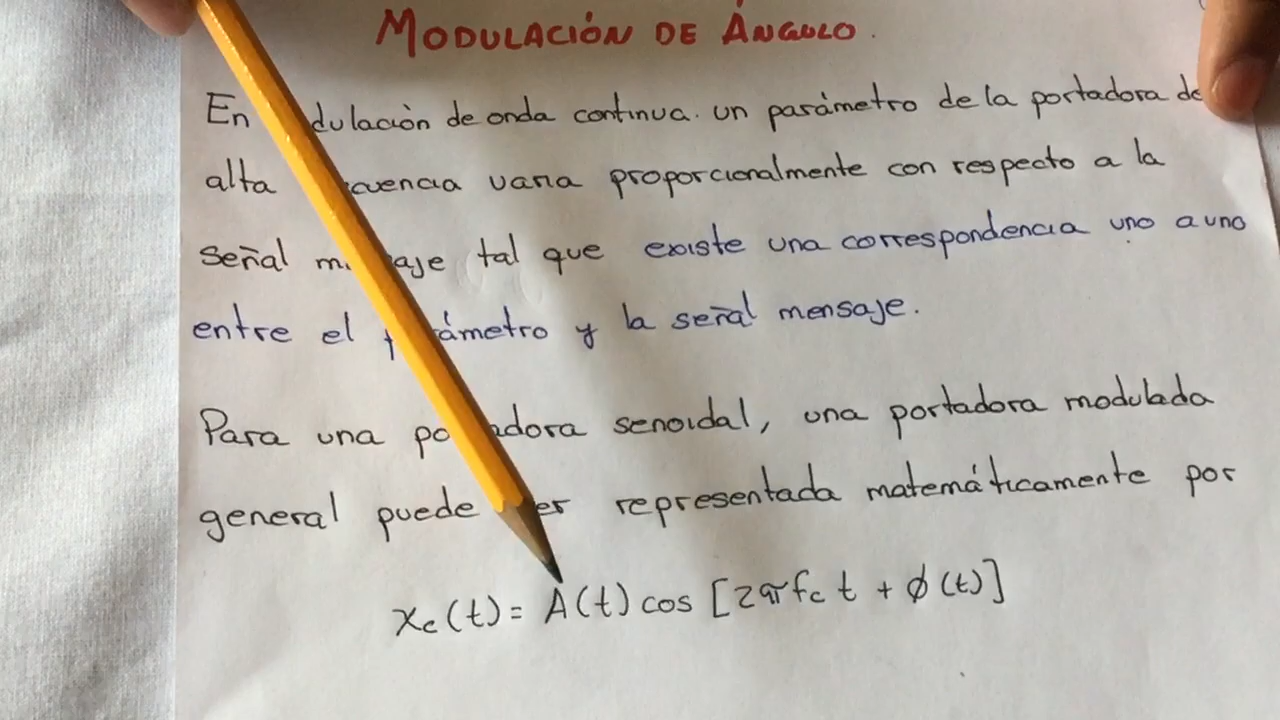 MODULACIÓN DE ÁNGULO.
En dulaciòn de onda continua. un parámetro de la portadora de
alta cuencia varia proporcionalmente con respecto a la
señal m aje tal que existe una correspondencia uno a uno
entre el ámetro y la señal mensaje.
Para una po adora senoidal, una portadora modulada
general puede er representada matemáticamente por
xc(t) = A(t) cos [2πfc t + ϕ(t)]